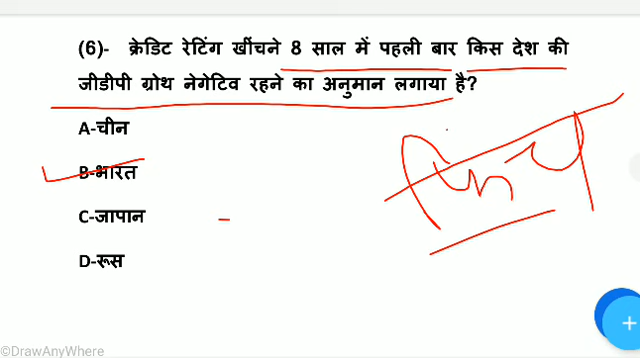 (6)- क्रेडिट रेटिंग खींचने 8 साल में पहली बार किस देश की
जीडीपी ग्रोथ नेगेटिव रहने का अनुमान लगाया है?
A-चीन
B-भारत
फिच
C-जापान
D-रूस
©DrawAnyWhere